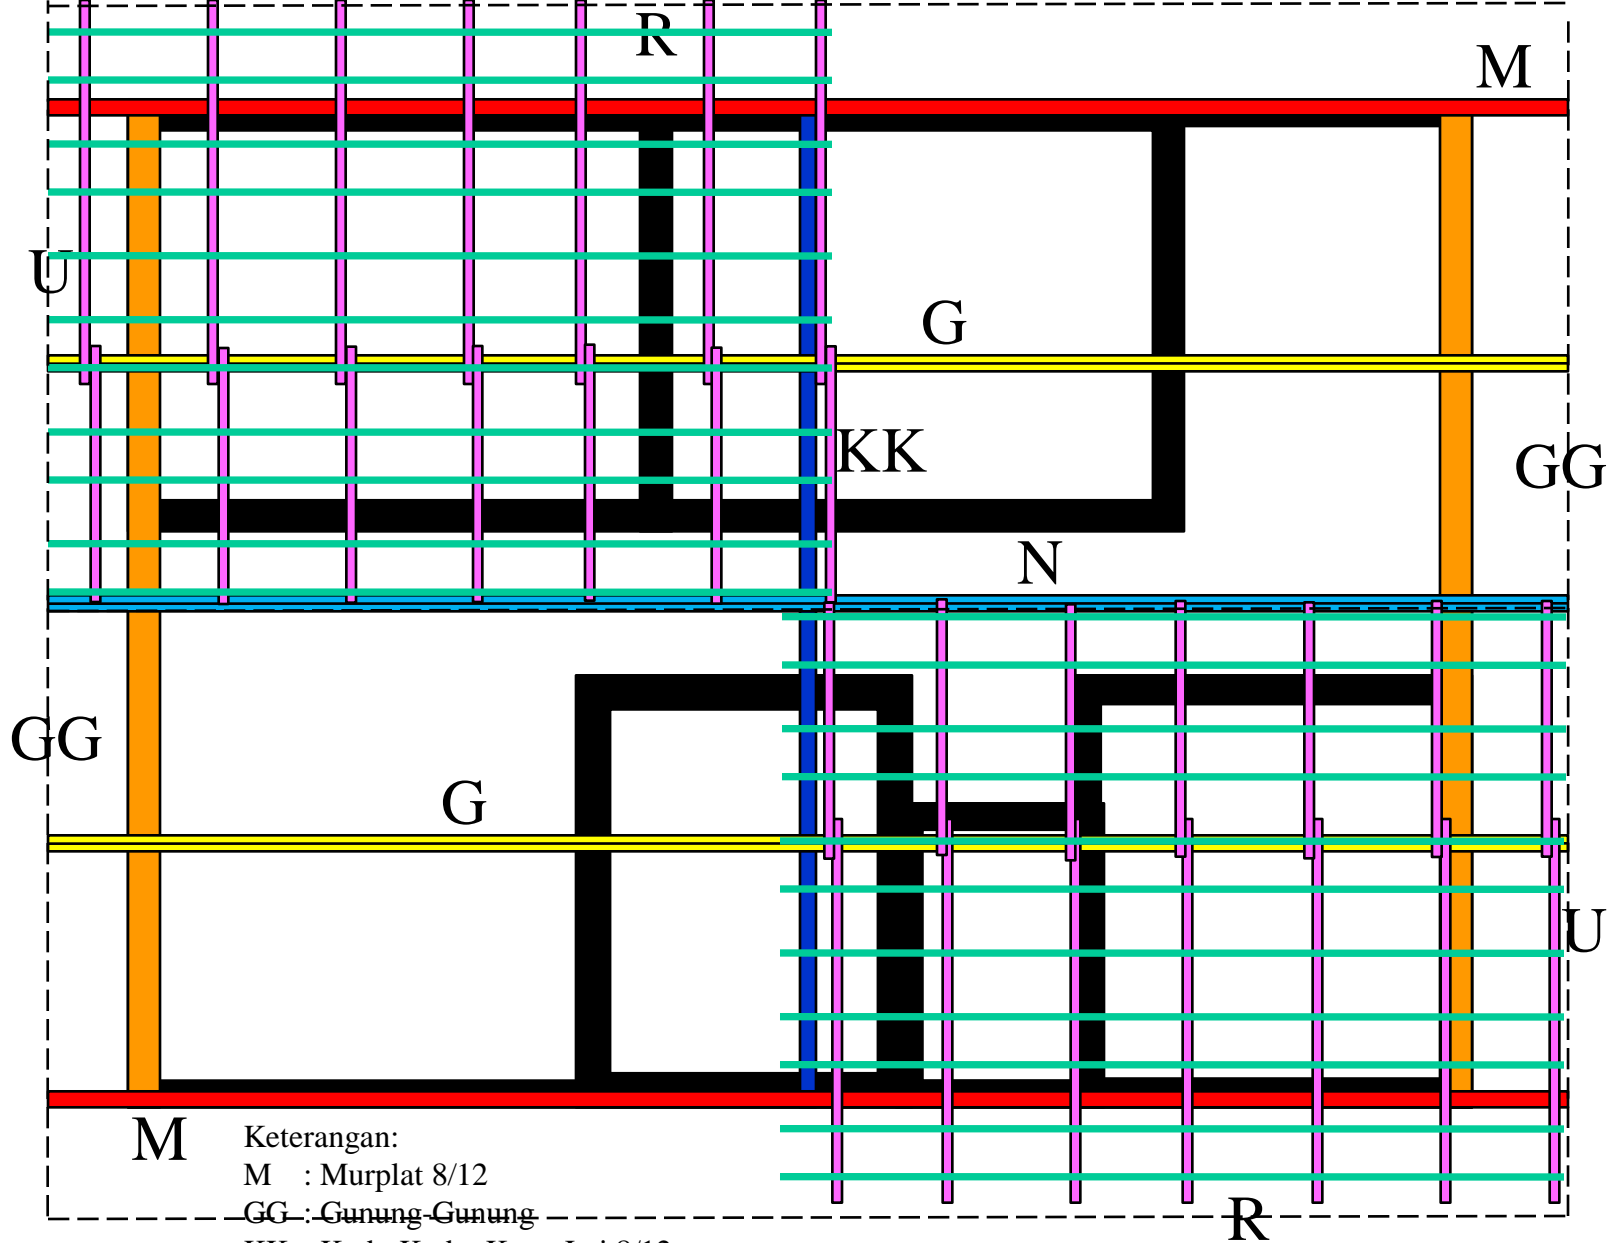 R
M
U
G
KK
GG
N
GG
G
U
M
Keterangan:
M : Murplat 8/12
GG : Gunung-Gunung
R